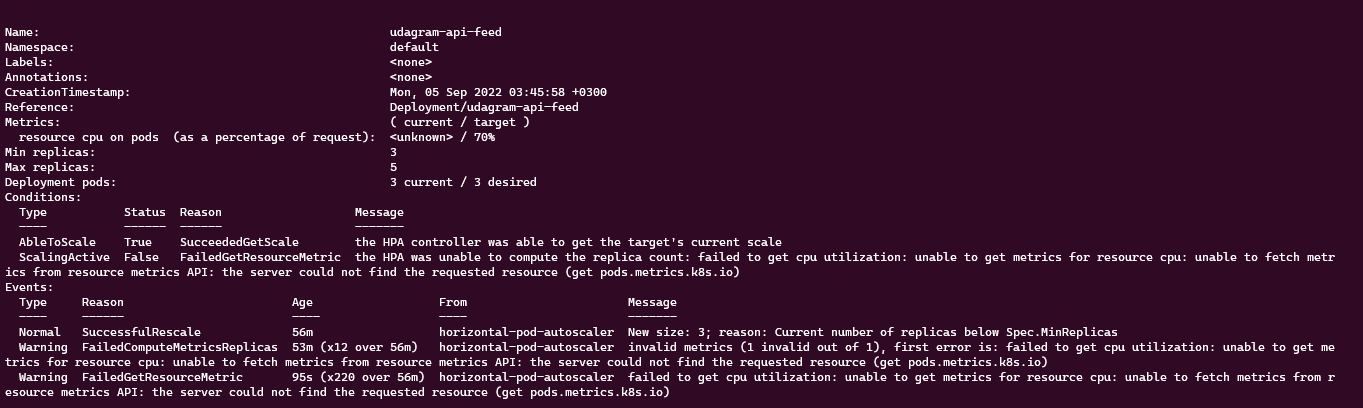 Name:                                                  udagram-api-feed
Namespace:                                             default
Labels:                                                <none>
Annotations:                                           <none>
CreationTimestamp:                                     Mon, 05 Sep 2022 03:45:58 +0300
Reference:                                             Deployment/udagram-api-feed
Metrics:                                               ( current / target )
  resource cpu on pods  (as a percentage of request):  <unknown> / 70%
Min replicas:                                          3
Max replicas:                                          5
Deployment pods:                                       3 current / 3 desired
Conditions:
  Type           Status  Reason                   Message
  ----           ------  ------                   -------
  AbleToScale    True    SucceededGetScale        the HPA controller was able to get the target's current scale
  ScalingActive  False   FailedGetResourceMetric  the HPA was unable to compute the replica count: failed to get cpu utilization: unable to get metrics for resource cpu: unable to fetch metr
ics from resource metrics API: the server could not find the requested resource (get pods.metrics.k8s.io)
Events:
  Type     Reason                        Age                  From                       Message
  ----     ------                        ----                 ----                       -------
  Normal   SuccessfulRescale             56m                  horizontal-pod-autoscaler  New size: 3; reason: Current number of replicas below Spec.MinReplicas
  Warning  FailedComputeMetricsReplicas  53m (x12 over 56m)   horizontal-pod-autoscaler  invalid metrics (1 invalid out of 1), first error is: failed to get cpu utilization: unable to get me
trics for resource cpu: unable to fetch metrics from resource metrics API: the server could not find the requested resource (get pods.metrics.k8s.io)
  Warning  FailedGetResourceMetric       95s (x220 over 56m)  horizontal-pod-autoscaler  failed to get cpu utilization: unable to get metrics for resource cpu: unable to fetch metrics from r
esource metrics API: the server could not find the requested resource (get pods.metrics.k8s.io)